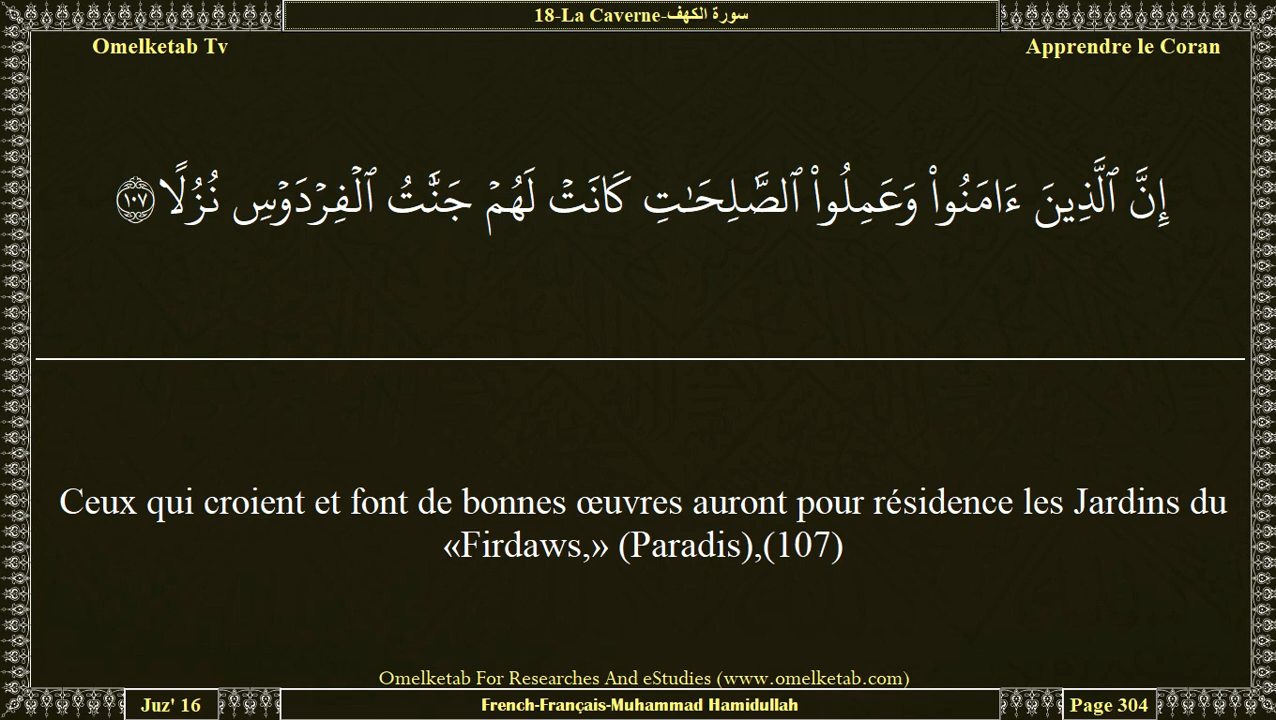 18-La Caverne-سورة الكهف
Omelketab Tv
Apprendre le Coran
إِنَّ ٱلَّذِينَ ءَامَنُوا۟ وَعَمِلُوا۟ ٱلصَّـٰلِحَـٰتِ كَانَتْ لَهُمْ جَنَّـٰتُ ٱلْفِرْدَوْسِ نُزُلًا ١٠٧
Ceux qui croient et font de bonnes œuvres auront pour résidence les Jardins du
«Firdaws,» (Paradis),(107)
Omelketab For Researches And eStudies (www.omelketab.com)
Juz' 16
French-Français-Muhammad Hamidullah
Page 304